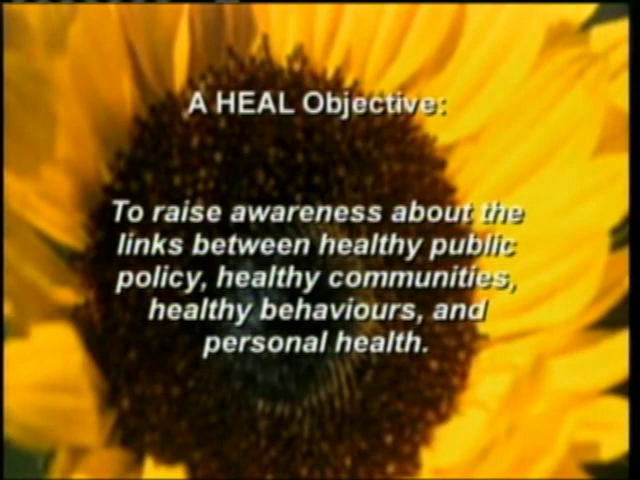 A HEAL Objective:
To raise awareness about the
links between healthy public
policy, healthy communities,
healthy behaviours, and
personal health.